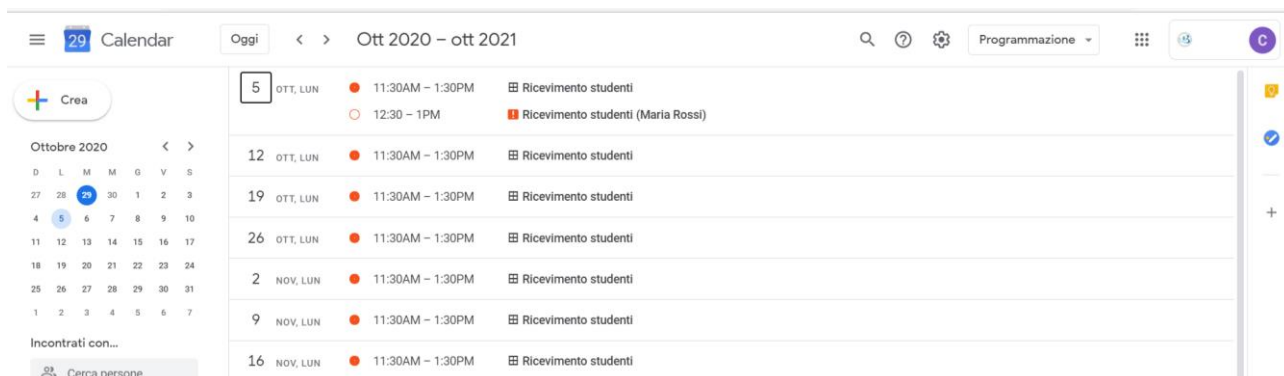 29 Calendar Oggi Ott 2020 – ott 2021 Programmazione C
Crea
Ottobre 2020
D L M M G V S
27 28 29 30 1 2 3
4 5 6 7 8 9 10
11 12 13 14 15 16 17
18 19 20 21 22 23 24
25 26 27 28 29 30 31
1 2 3 4 5 6 7
Incontrati con...
Cerca persone
5 OTT, LUN 11:30AM – 1:30PM Ricevimento studenti
12:30 – 1PM Ricevimento studenti (Maria Rossi)
12 OTT, LUN 11:30AM – 1:30PM Ricevimento studenti
19 OTT, LUN 11:30AM – 1:30PM Ricevimento studenti
26 OTT, LUN 11:30AM – 1:30PM Ricevimento studenti
2 NOV, LUN 11:30AM – 1:30PM Ricevimento studenti
9 NOV, LUN 11:30AM – 1:30PM Ricevimento studenti
16 NOV, LUN 11:30AM – 1:30PM Ricevimento studenti